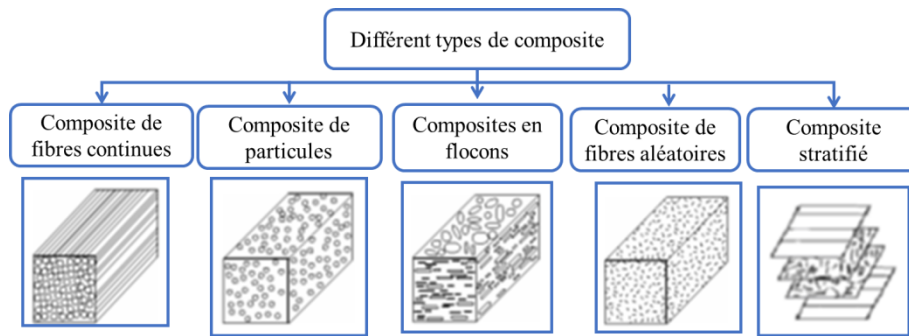 Différent types de composite
Composite de
fibres continues
Composite de
particules
Composites en
flocons
Composite de
fibres aléatoires
Composite
stratifié